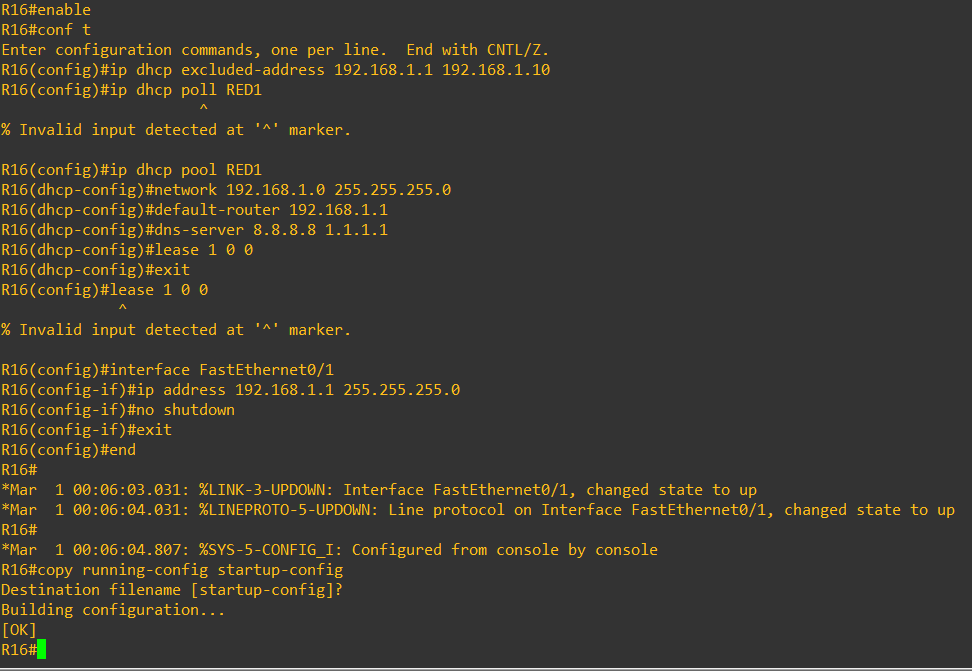 R16#enable
R16#conf t
Enter configuration commands, one per line.  End with CNTL/Z.
R16(config)#ip dhcp excluded-address 192.168.1.1 192.168.1.10
R16(config)#ip dhcp poll RED1
                      ^
% Invalid input detected at '^' marker.

R16(config)#ip dhcp pool RED1
R16(dhcp-config)#network 192.168.1.0 255.255.255.0
R16(dhcp-config)#default-router 192.168.1.1
R16(dhcp-config)#dns-server 8.8.8.8 1.1.1.1
R16(dhcp-config)#lease 1 0 0
R16(dhcp-config)#exit
R16(config)#lease 1 0 0
             ^
% Invalid input detected at '^' marker.

R16(config)#interface FastEthernet0/1
R16(config-if)#ip address 192.168.1.1 255.255.255.0
R16(config-if)#no shutdown
R16(config-if)#exit
R16(config)#end
R16#
*Mar  1 00:06:03.031: %LINK-3-UPDOWN: Interface FastEthernet0/1, changed state to up
*Mar  1 00:06:04.031: %LINEPROTO-5-UPDOWN: Line protocol on Interface FastEthernet0/1, changed state to up
R16#
*Mar  1 00:06:04.807: %SYS-5-CONFIG_I: Configured from console by console
R16#copy running-config startup-config
Destination filename [startup-config]?
Building configuration...
[OK]
R16#